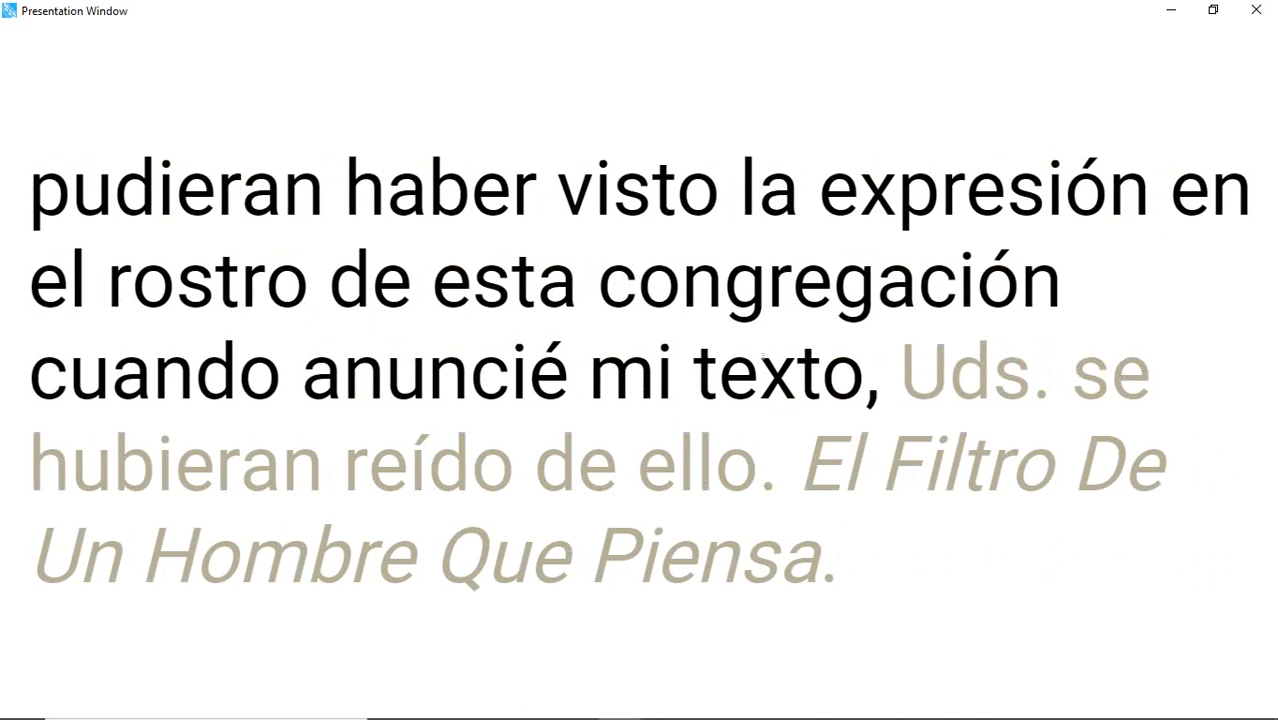 Presentation Window
pudieran haber visto la expresión en
el rostro de esta congregación
cuando anuncié mi texto, Uds. se
hubieran reído de ello. El Filtro De
Un Hombre Que Piensa.